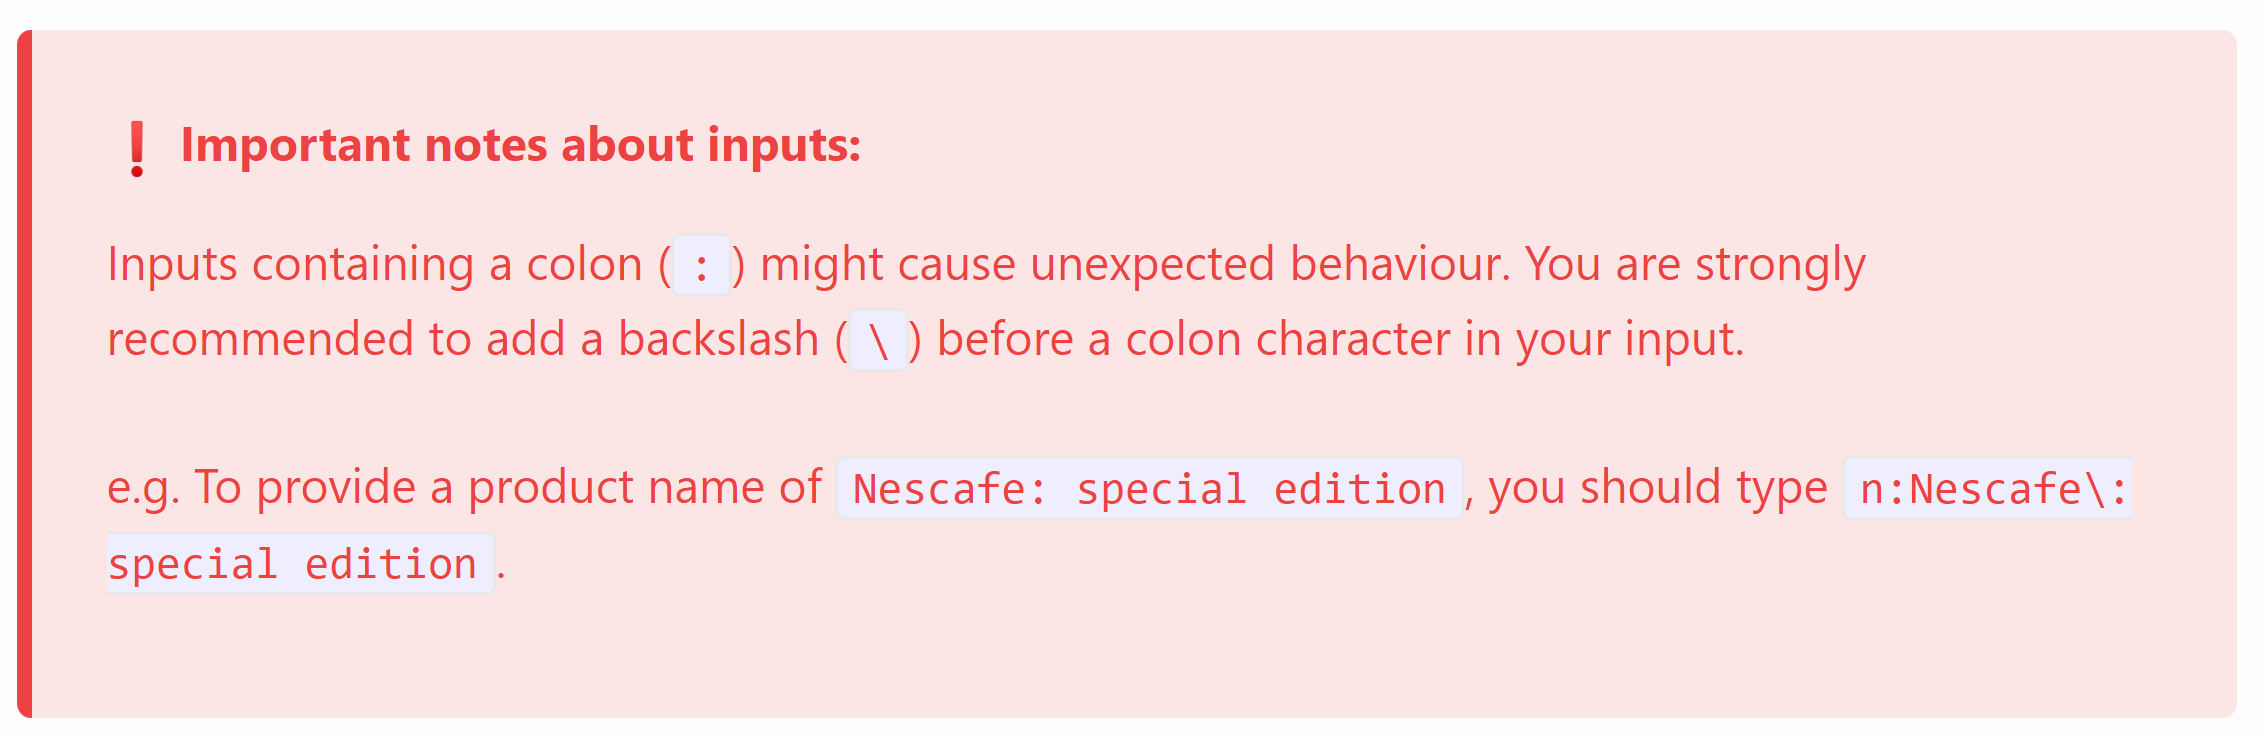 ❗ Important notes about inputs:
Inputs containing a colon ( : ) might cause unexpected behaviour. You are strongly
recommended to add a backslash ( \ ) before a colon character in your input.
e.g. To provide a product name of Nescafe: special edition, you should type n:Nescafe\:
special edition.